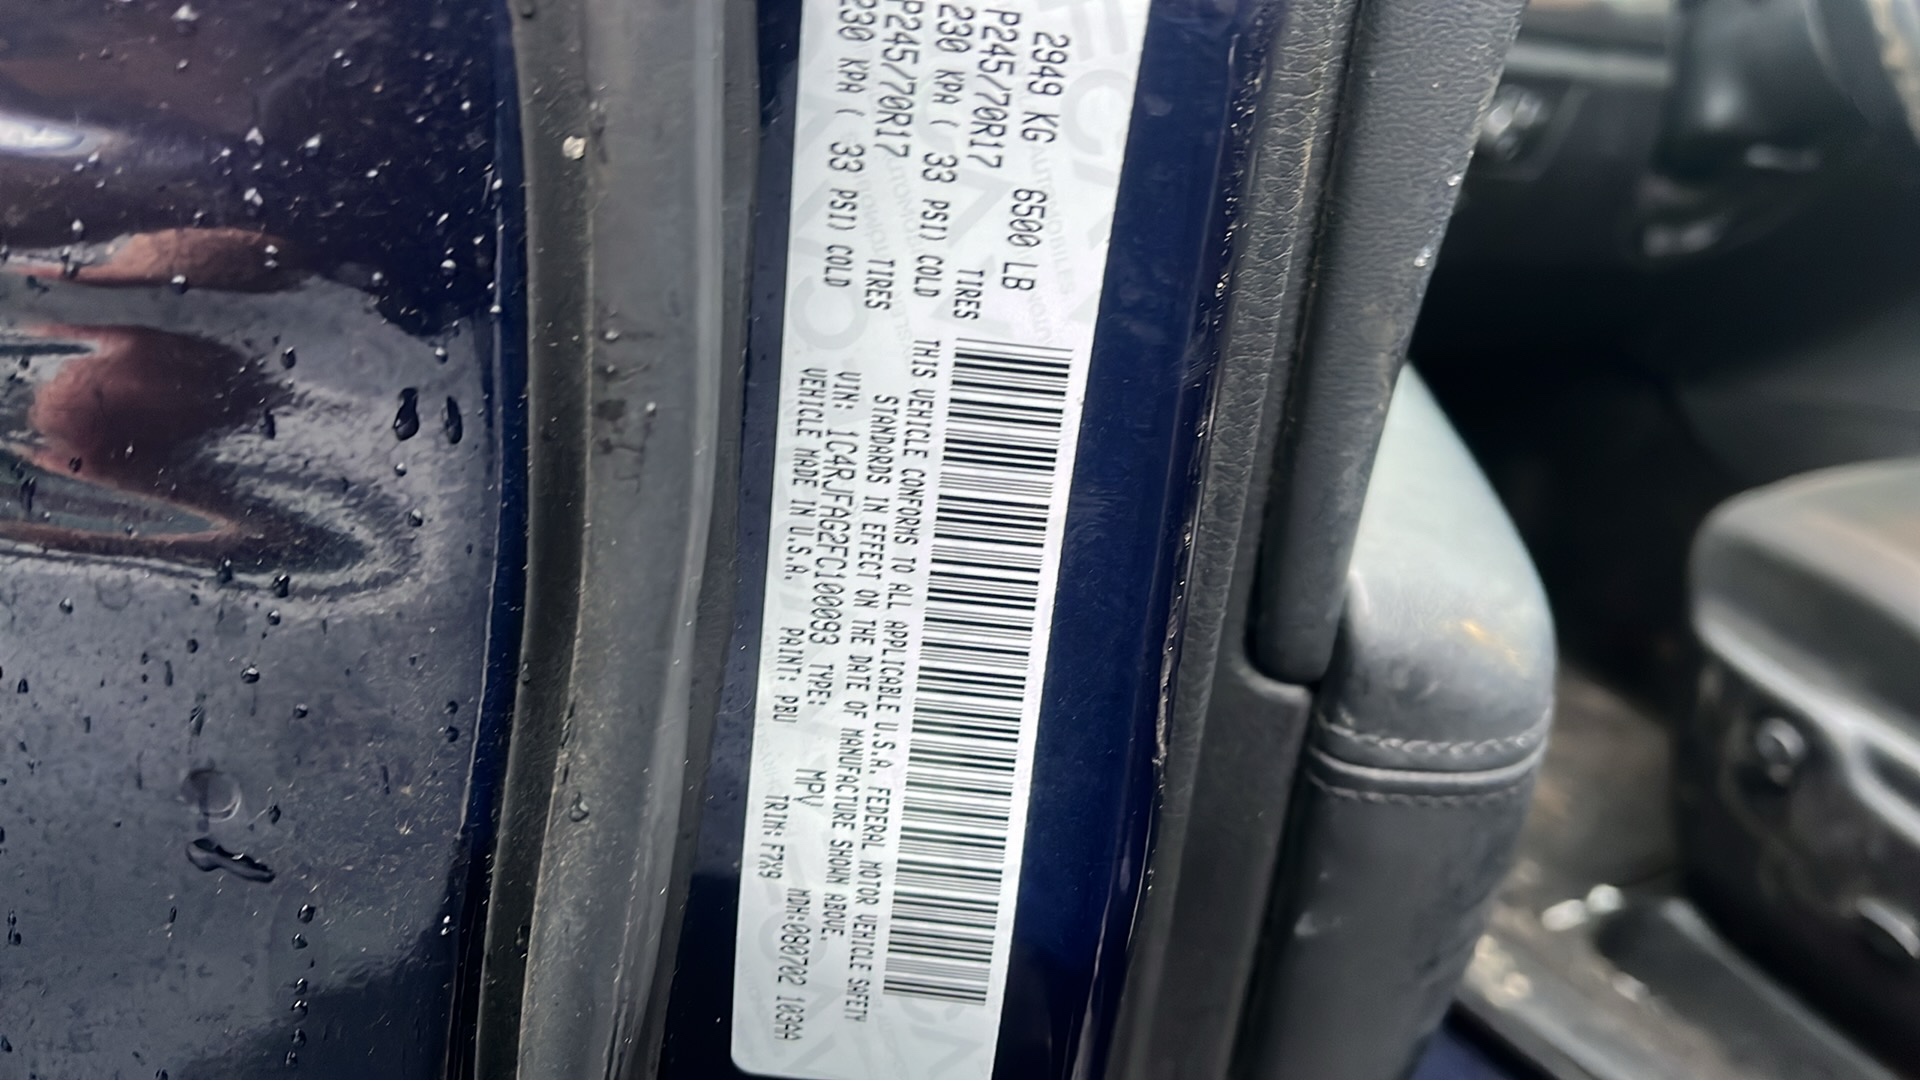 2949 KG 6500 LB
P245/70R17 TIRES
230 KPA ( 33 PSI) COLD
P245/70R17 TIRES
230 KPA ( 33 PSI) COLD
THIS VEHICLE CONFORMS TO ALL APPLICABLE U.S.A. FEDERAL MOTOR VEHICLE SAFETY
STANDARDS IN EFFECT ON THE DATE OF MANUFACTURE SHOWN ABOVE.
VIN: 1C4RJFAG2FC100093 TYPE: MPV
VEHICLE MADE IN U.S.A. PAINT: PBU TRIM: F7X9 MDH:080702 103AA